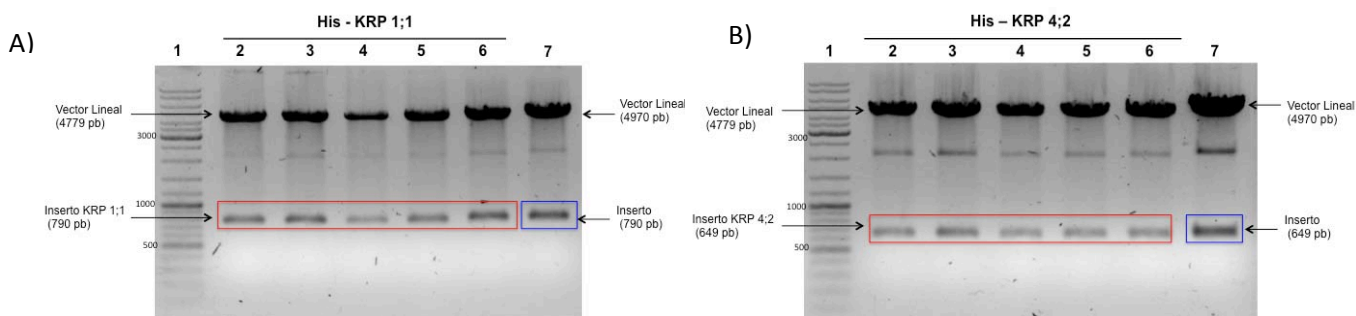 A)
His - KRP 1;1
1 2 3 4 5 6 7
Vector Lineal
(4779 pb)
3000
1000
Inserto KRP 1;1
(790 pb)
500
Vector Lineal
(4970 pb)
Inserto
(790 pb)
B)
His – KRP 4;2
1 2 3 4 5 6 7
Vector Lineal
(4779 pb)
3000
1000
Inserto KRP 4;2
(649 pb)
500
Vector Lineal
(4970 pb)
Inserto
(649 pb)